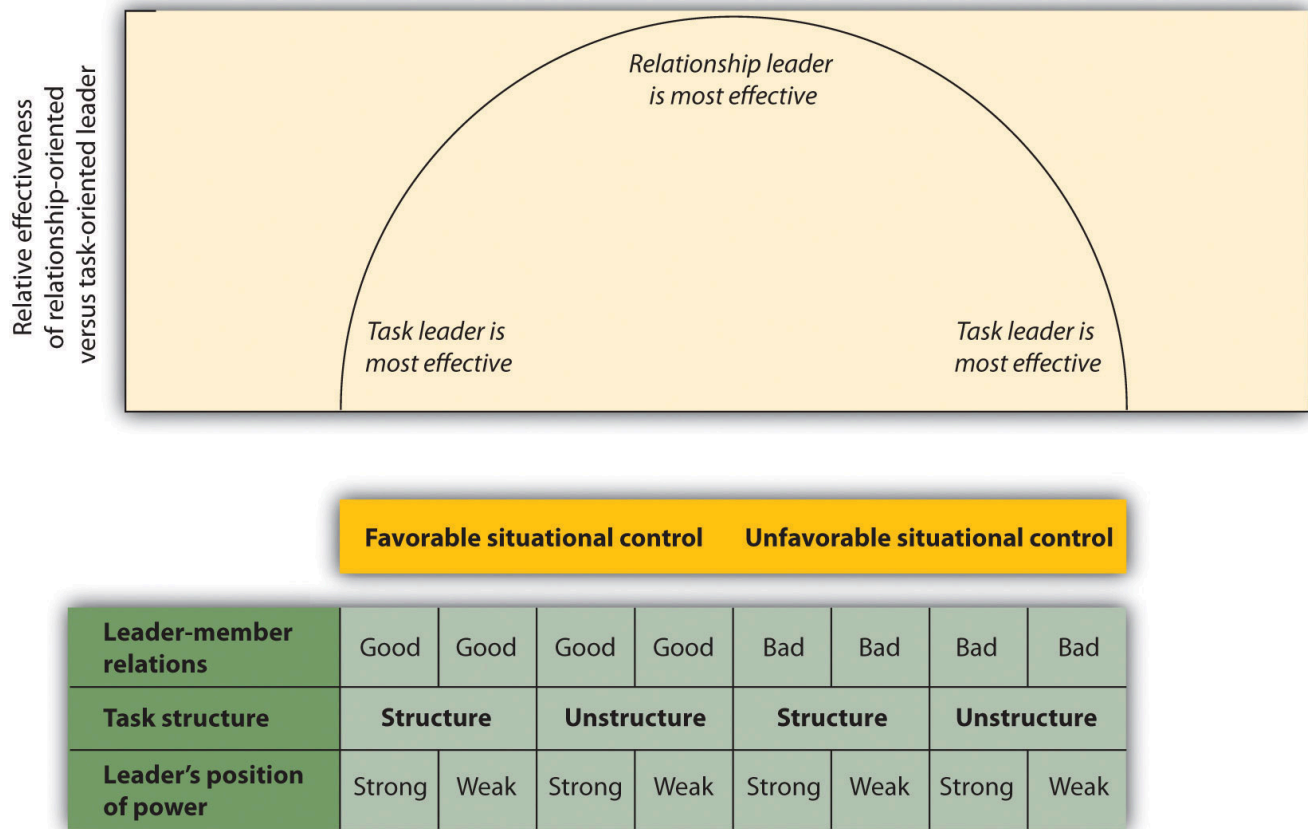 Relative effectiveness
of relationship-oriented
versus task-oriented leader
Relationship leader
is most effective
Task leader is
most effective
Task leader is
most effective
Favorable situational control Unfavorable situational control
Leader-member
relations
Good Good Good Good Bad Bad Bad Bad
Task structure Structure Unstructure Structure Unstructure
Leader's position
of power
Strong Weak Strong Weak Strong Weak Strong Weak